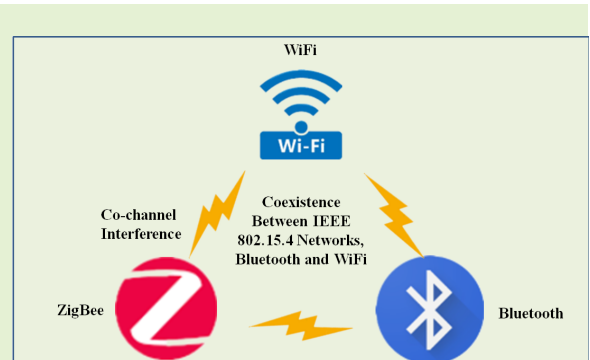 WiFi
Wi-Fi
Coexistence
Between IEEE
802.15.4 Networks,
Bluetooth and WiFi
Co-channel
Interference
ZigBee
Bluetooth